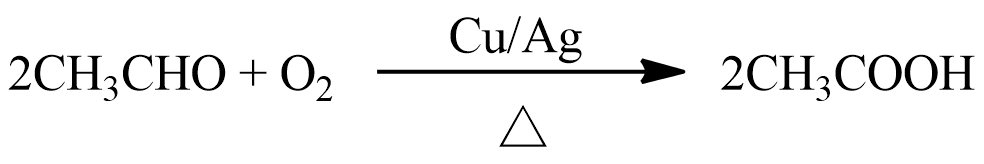 Cu/Ag
2CH₃CHO + O₂ ⟶ 2CH₃COOH
△